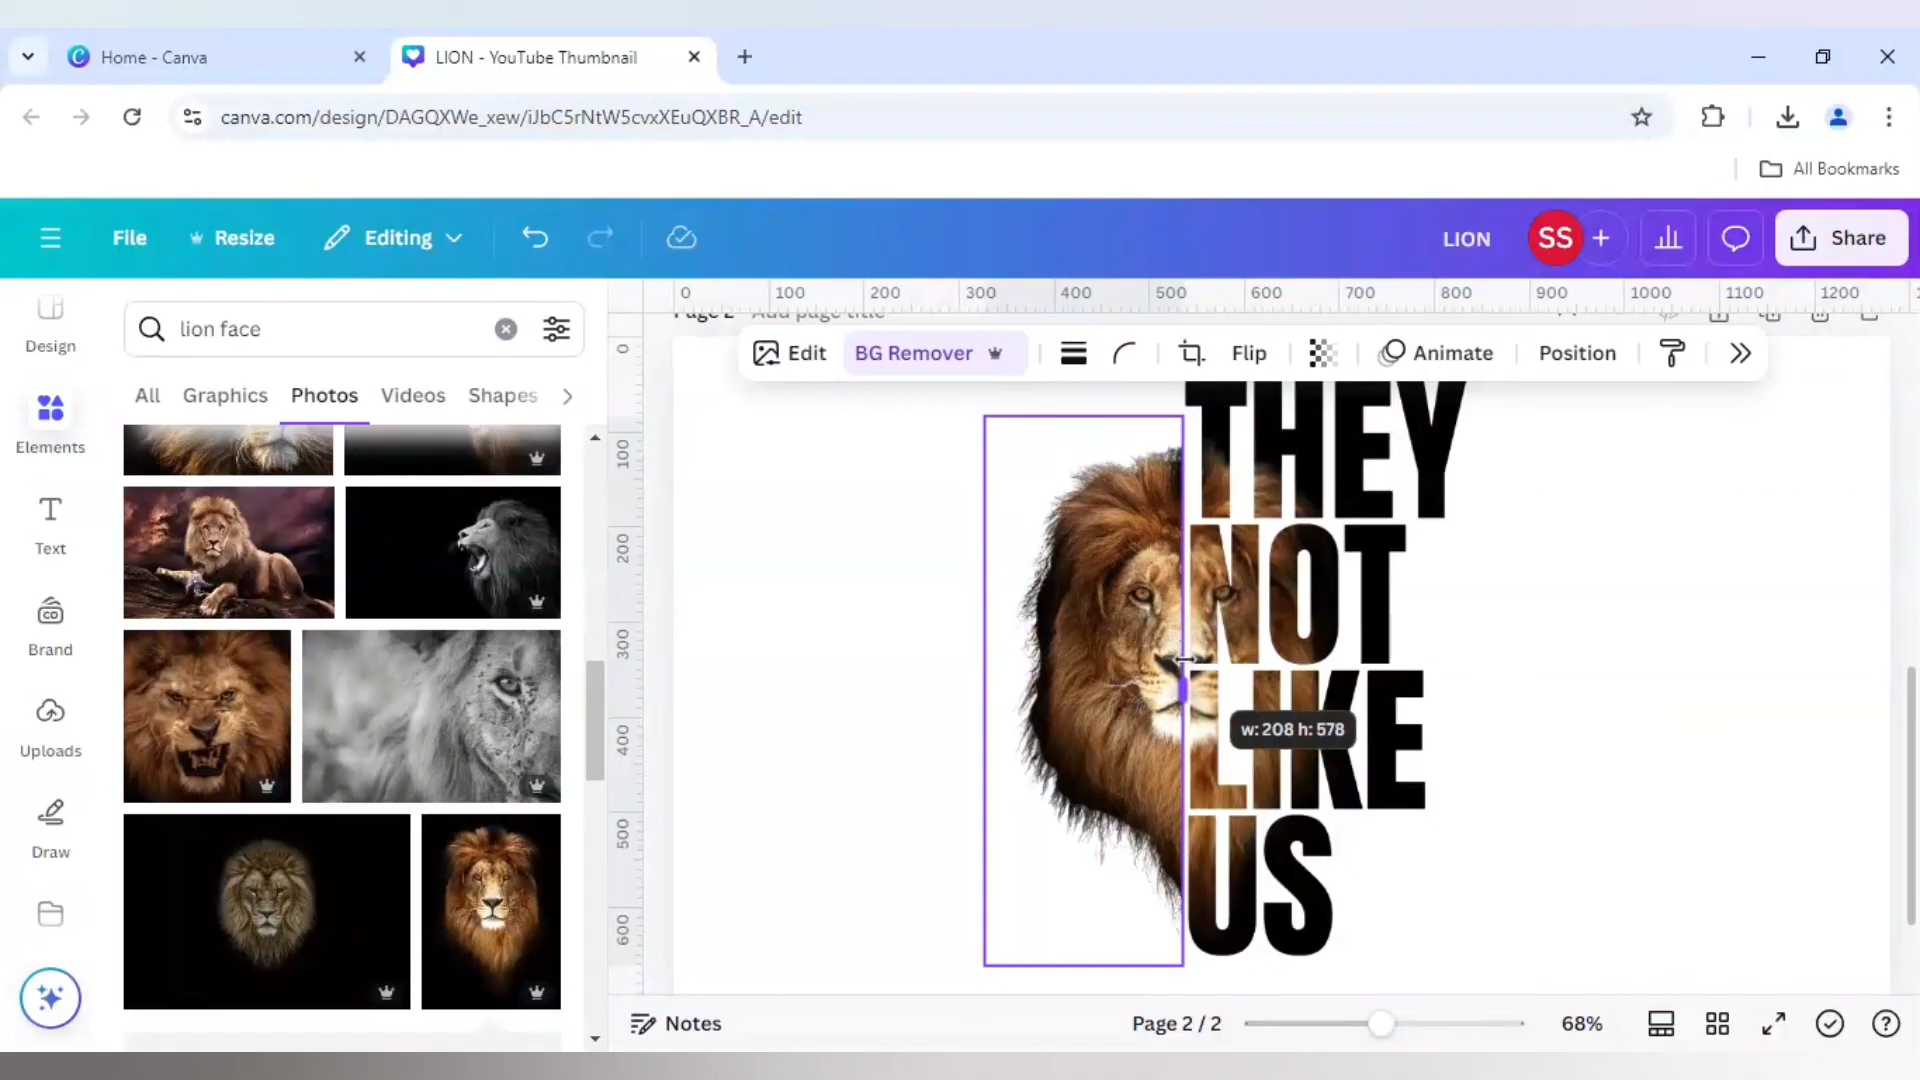 Home - Canva
LION - YouTube Thumbnail
canva.com/design/DAGQXWe_xew/iJbC5rNtW5cvxXEuQXBR_A/edit
All Bookmarks
File
Resize
Editing
LION
SS
Share
Design
Elements
Text
Brand
Uploads
Draw
lion face
All Graphics Photos Videos Shapes
0 100 200 300 400 500 600 700 800 900 1000 1100 1200
Page 2 Add page title
Edit BG Remover Flip Animate Position
0
100
200
300
400
500
600
THEY
NOT
LIKE
US
w: 208 h: 578
Notes
Page 2 / 2
68%